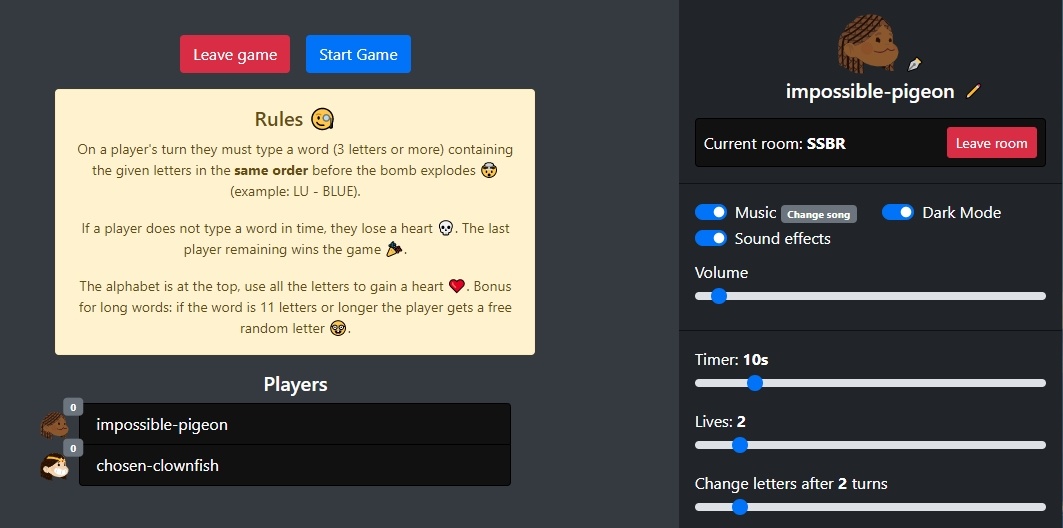 Leave game
Start Game
Rules
On a player's turn they must type a word (3 letters or more) containing
the given letters in the same order before the bomb explodes
(example: LU - BLUE).
If a player does not type a word in time, they lose a heart . The last
player remaining wins the game .
The alphabet is at the top, use all the letters to gain a heart . Bonus
for long words: if the word is 11 letters or longer the player gets a free
random letter .
Players
0
impossible-pigeon
0
chosen-clownfish
impossible-pigeon
Current room: SSBR
Leave room
Music Change song
Dark Mode
Sound effects
Volume
Timer: 10s
Lives: 2
Change letters after 2 turns